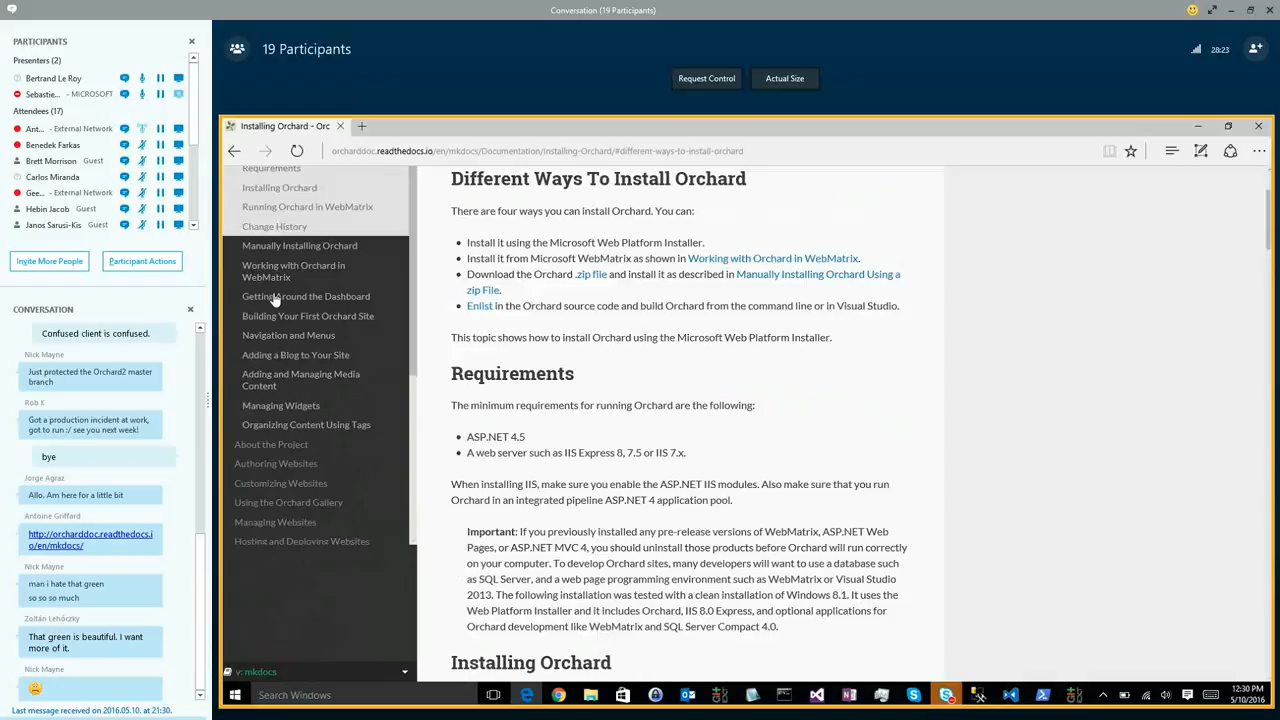 Conversation (19 Participants)
PARTICIPANTS
Presenters (2)
Bertrand Le Roy
Sebastie... - MICROSOFT
Attendees (17)
Ant... - External Network
Benedek Farkas
Brett Morrison Guest
Carlos Miranda
Gee... - External Network
Hebin Jacob Guest
Janos Sarusi-Kis Guest
Invite More People
Participant Actions
CONVERSATION
Confused client is confused.
Nick Mayne
Just protected the Orchard2 master
branch
Rob K
Got a production incident at work,
got to run :/ see you next week!
bye
Jorge Agraz
Allo. Am here for a little bit
Antoine Griffard
http://orcharddoc.readthedocs.i
o/en/mkdocs/
Nick Mayne
man i hate that green
so so so much
Zoltán Lehóczky
That green is beautiful. I want
more of it.
Nick Mayne
Last message received on 2016.05.10. at 21:30.
19 Participants
28:23
Request Control
Actual Size
Installing Orchard - Orc
orcharddoc.readthedocs.io/en/mkdocs/Documentation/Installing-Orchard/#different-ways-to-install-orchard
Requirements
Installing Orchard
Running Orchard in WebMatrix
Change History
Manually Installing Orchard
Working with Orchard in
WebMatrix
Getting Around the Dashboard
Building Your First Orchard Site
Navigation and Menus
Adding a Blog to Your Site
Adding and Managing Media
Content
Managing Widgets
Organizing Content Using Tags
About the Project
Authoring Websites
Customizing Websites
Using the Orchard Gallery
Managing Websites
Hosting and Deploying Websites
v: mkdocs
Different Ways To Install Orchard
There are four ways you can install Orchard. You can:
• Install it using the Microsoft Web Platform Installer.
• Install it from Microsoft WebMatrix as shown in Working with Orchard in WebMatrix.
• Download the Orchard .zip file and install it as described in Manually Installing Orchard Using a
zip File.
• Enlist in the Orchard source code and build Orchard from the command line or in Visual Studio.
This topic shows how to install Orchard using the Microsoft Web Platform Installer.
Requirements
The minimum requirements for running Orchard are the following:
• ASP.NET 4.5
• A web server such as IIS Express 8, 7.5 or IIS 7.x.
When installing IIS, make sure you enable the ASP.NET IIS modules. Also make sure that you run
Orchard in an integrated pipeline ASP.NET 4 application pool.
Important: If you previously installed any pre-release versions of WebMatrix, ASP.NET Web
Pages, or ASP.NET MVC 4, you should uninstall those products before Orchard will run correctly
on your computer. To develop Orchard sites, many developers will want to use a database such
as SQL Server, and a web page programming environment such as WebMatrix or Visual Studio
2013. The following installation was tested with a clean installation of Windows 8.1. It uses the
Web Platform Installer and it includes Orchard, IIS 8.0 Express, and optional applications for
Orchard development like WebMatrix and SQL Server Compact 4.0.
Installing Orchard
Search Windows
12:30 PM
5/10/2016